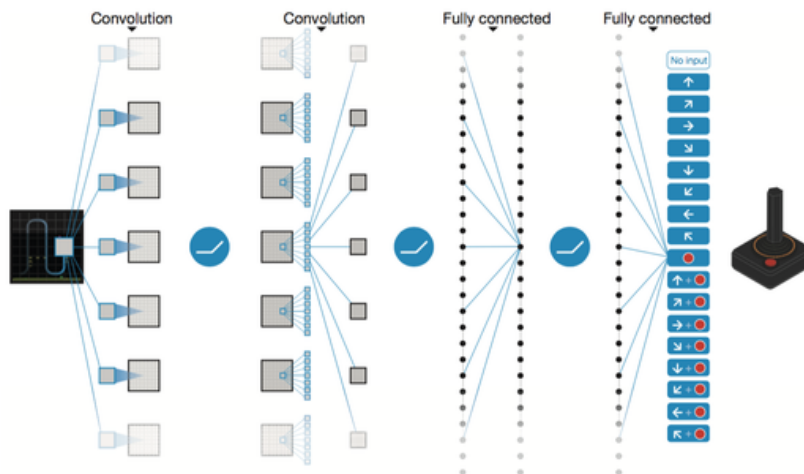 Convolution
Convolution
Fully connected
Fully connected
No input
+
+
+
+
+
+
+
+